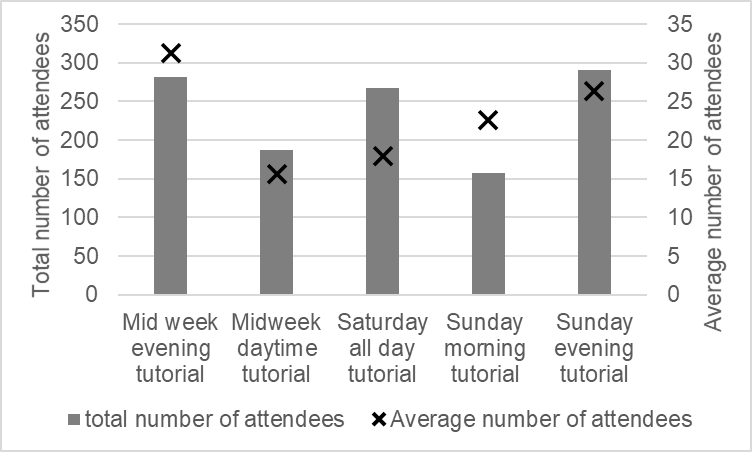 350
300
250
200
150
100
50
0
Total number of attendees
35
30
25
20
15
10
5
0
Average number of attendees
Mid week
evening
tutorial
Midweek
daytime
tutorial
Saturday
all day
tutorial
Sunday
morning
tutorial
Sunday
evening
tutorial
total number of attendees
Average number of attendees